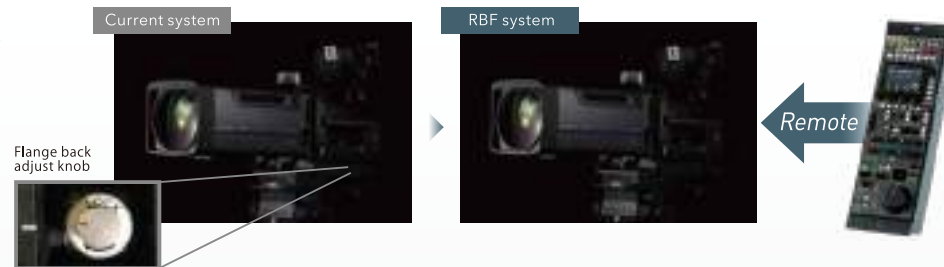 Current system
RBF system
Remote
Flange back
adjust knob